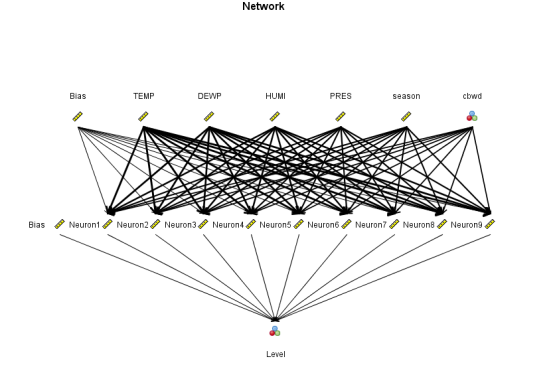 Network
Bias TEMP DEWP HUMI PRES season cbwd
Bias Neuron1 Neuron2 Neuron3 Neuron4 Neuron5 Neuron6 Neuron7 Neuron8 Neuron9
Level